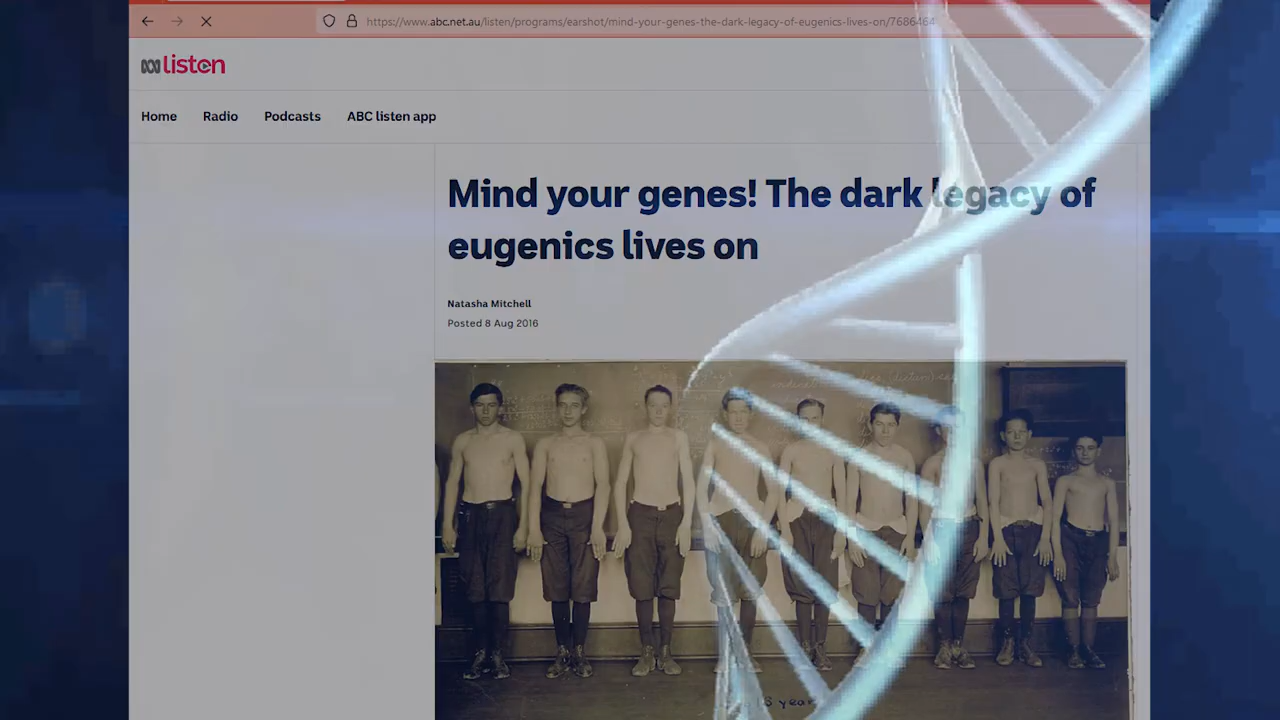 https://www.abc.net.au/listen/programs/earshot/mind-your-genes-the-dark-legacy-of-eugenics-lives-on/7686464
listen
Home Radio Podcasts ABC listen app
Mind your genes! The dark legacy of
eugenics lives on
Natasha Mitchell
Posted 8 Aug 2016